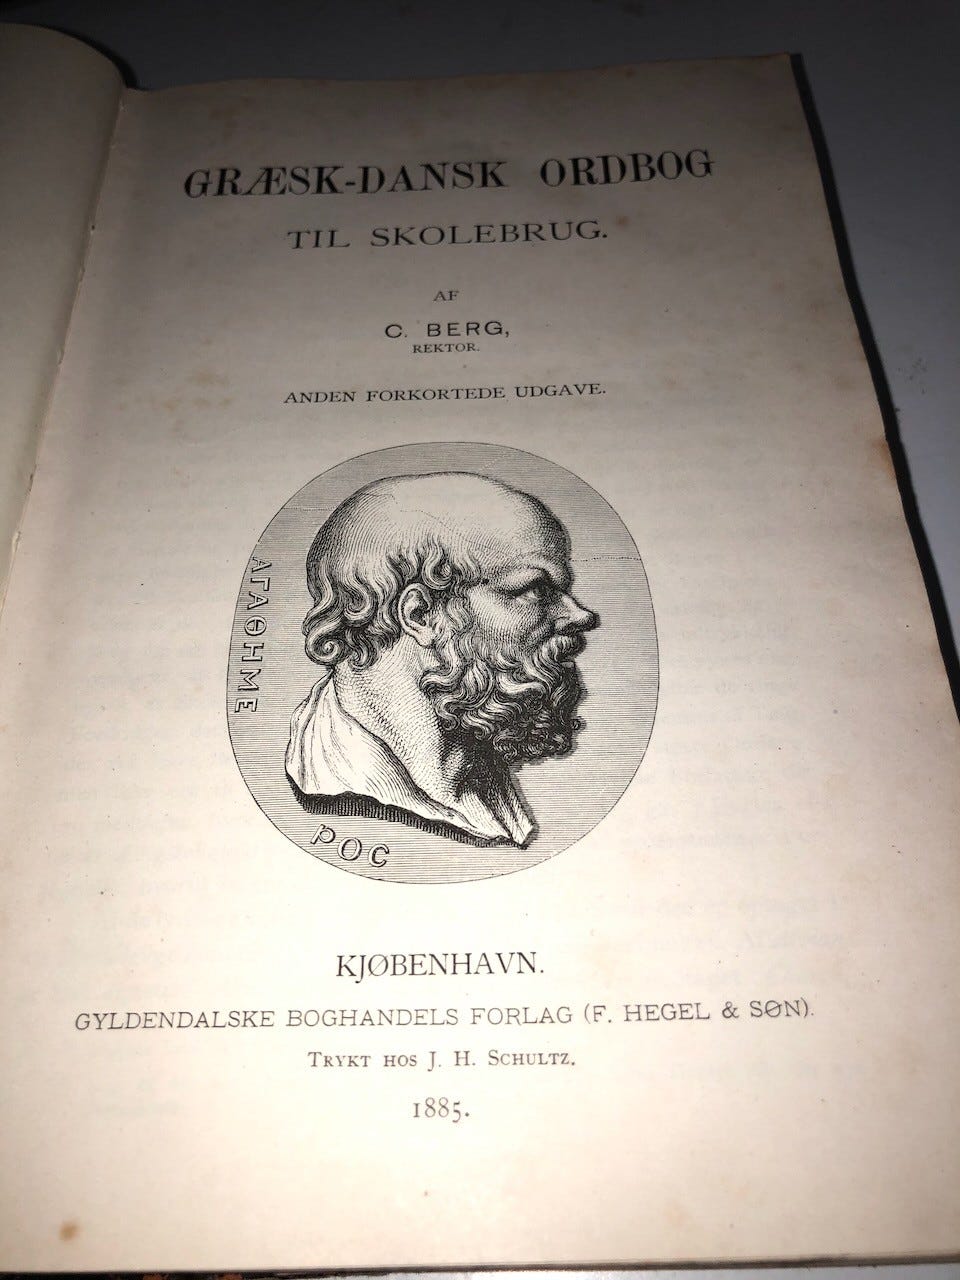 GRÆSK-DANSK ORDBOG
TIL SKOLEBRUG.
AF
C. BERG,
REKTOR.
ANDEN FORKORTEDE UDGAVE.
ΑΓΑΘΗΜΕ
ΡΟC
KJØBENHAVN.
GYLDENDALSKE BOGHANDELS FORLAG (F. HEGEL & SØN).
TRYKT HOS J. H. SCHULTZ.
1885.